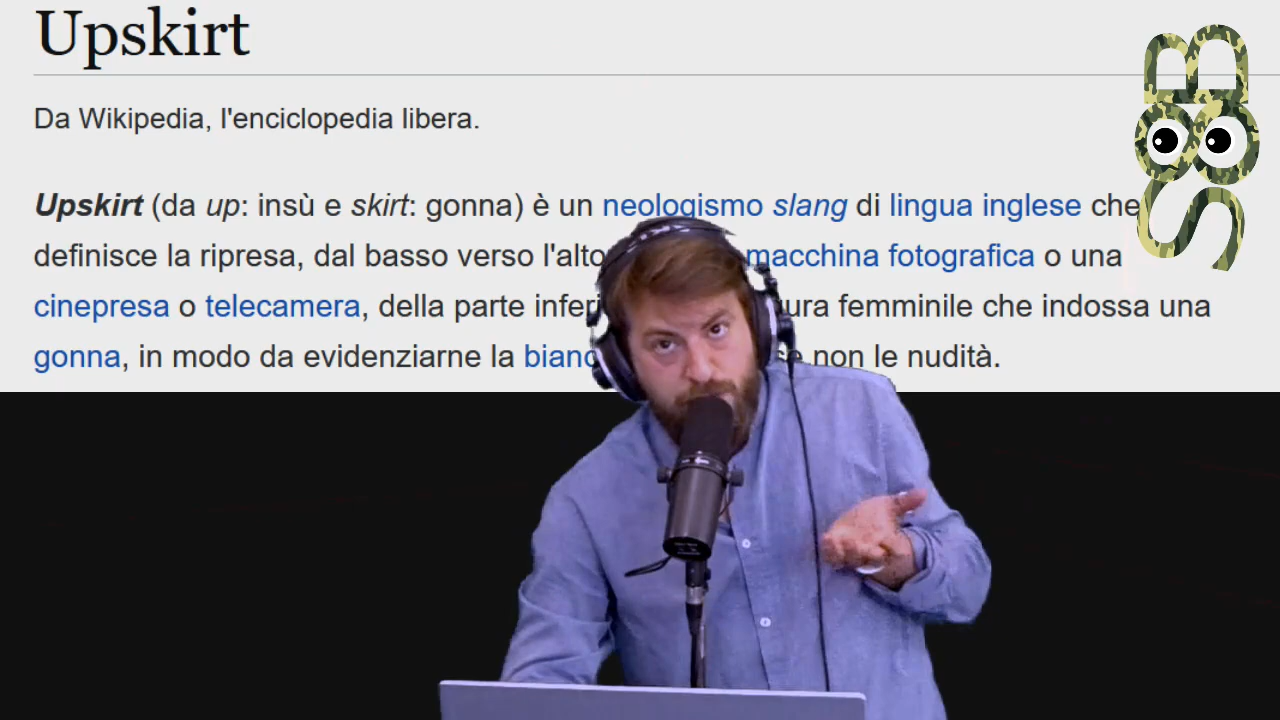 Upskirt
Da Wikipedia, l'enciclopedia libera.
Upskirt (da up: insù e skirt: gonna) è un neologismo slang di lingua inglese che
definisce la ripresa, dal basso verso l'alto macchina fotografica o una
cinepresa o telecamera, della parte femminile che indossa una
gonna, in modo da evidenziarne la non le nudità.
SBS